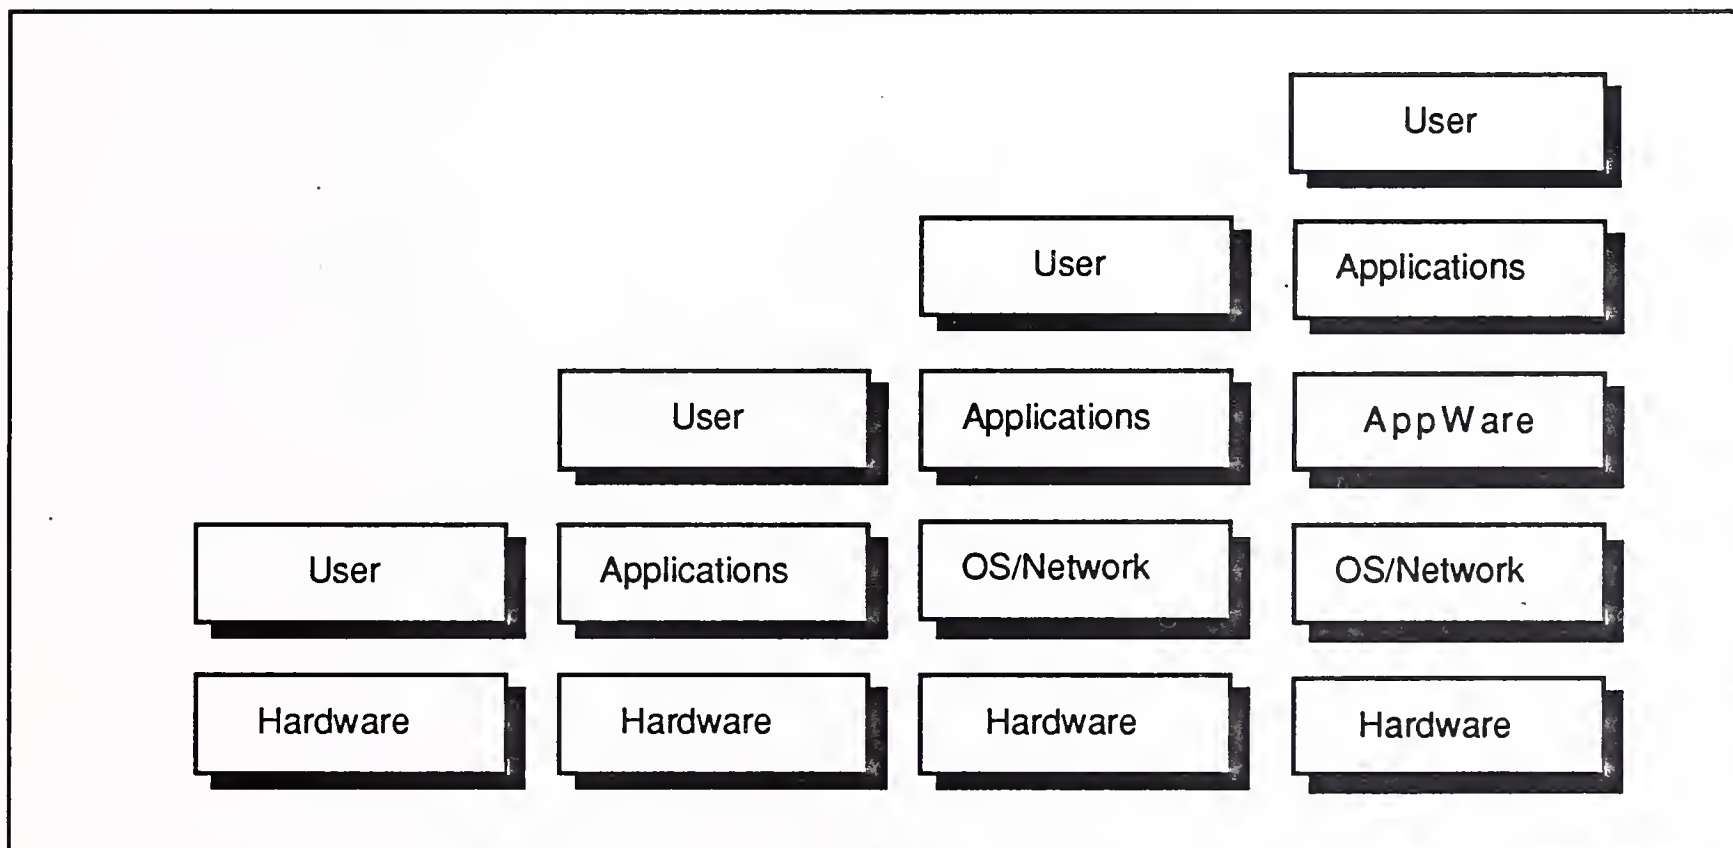 User
User
Applications
User
Applications
AppWare
User
Applications
OS/Network
OS/Network
Hardware
Hardware
Hardware
Hardware